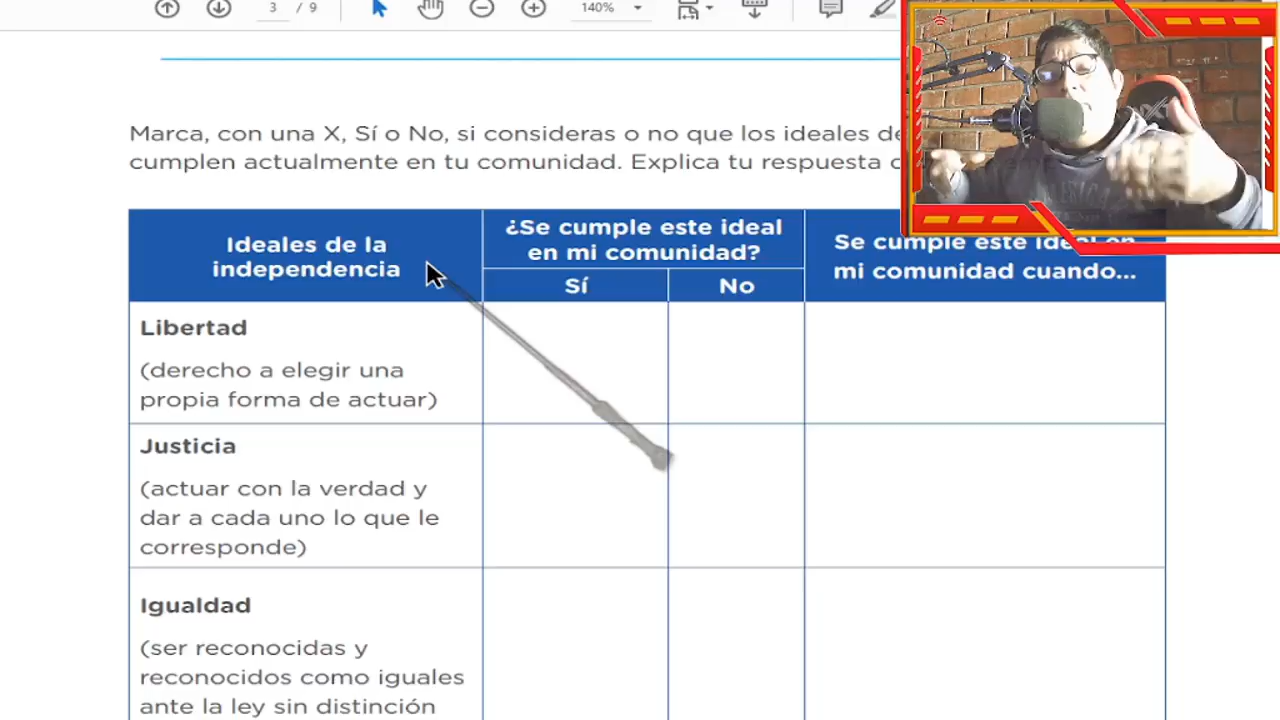 3 / 9
140%
Marca, con una X, Sí o No, si consideras o no que los ideales de
cumplen actualmente en tu comunidad. Explica tu respuesta
Ideales de la
independencia
¿Se cumple este ideal
en mi comunidad?
Sí
No
Se cumple este ideal en
mi comunidad cuando...
Libertad
(derecho a elegir una
propia forma de actuar)
Justicia
(actuar con la verdad y
dar a cada uno lo que le
corresponde)
Igualdad
(ser reconocidas y
reconocidos como iguales
ante la ley sin distinción